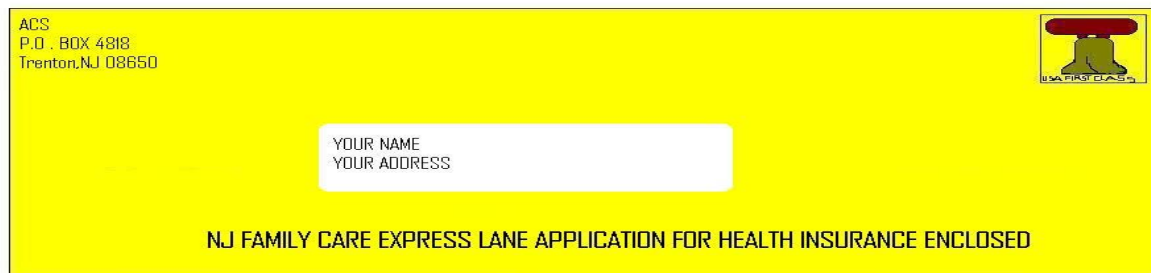 ACS
P.O . BOX 4818
Trenton,NJ 08650
USA FIRST CLASS
YOUR NAME
YOUR ADDRESS
NJ FAMILY CARE EXPRESS LANE APPLICATION FOR HEALTH INSURANCE ENCLOSED